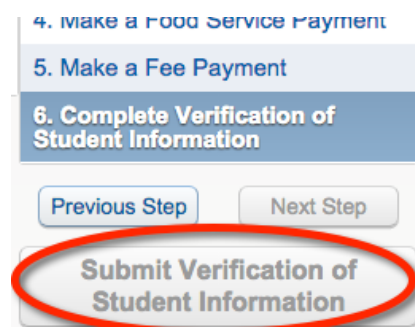 4. Make a Food Service Payment
5. Make a Fee Payment
6. Complete Verification of
Student Information
Previous Step
Next Step
Submit Verification of
Student Information